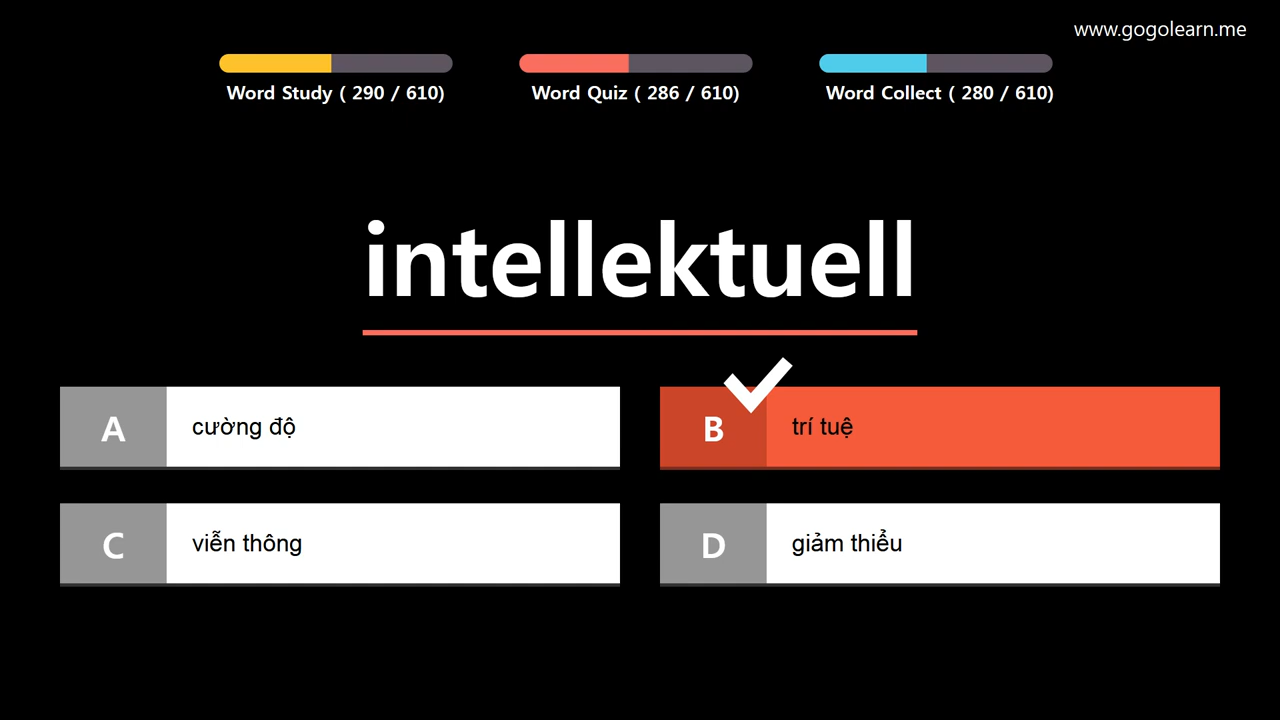 www.gogolearn.me
Word Study ( 290 / 610)
Word Quiz ( 286 / 610)
Word Collect ( 280 / 610)
intellektuell
A cường độ
B trí tuệ
C viễn thông
D giảm thiểu